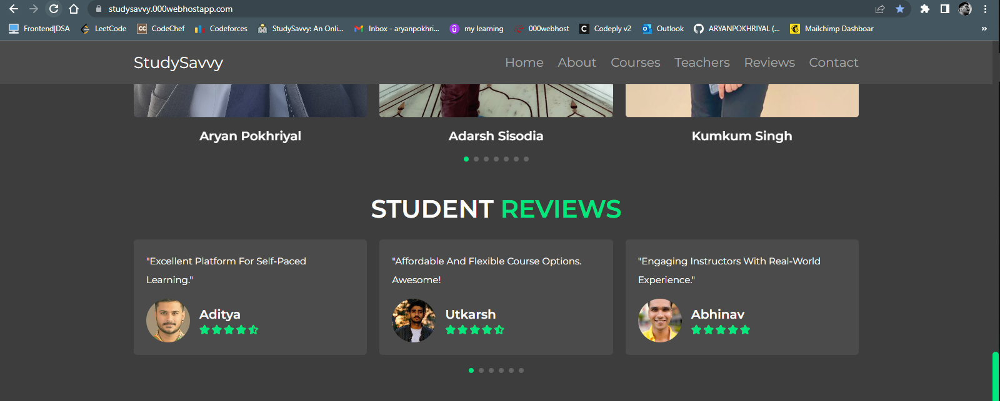 studysavvy.000webhostapp.com
Frontend|DSA LeetCode CodeChef Codeforces StudySavvy: An Onli... Inbox - aryanpokhri... my learning 000webhost Codeply v2 Outlook ARYANPOKHRIYAL (... Mailchimp Dashboar
StudySavvy Home About Courses Teachers Reviews Contact
Aryan Pokhriyal Adarsh Sisodia Kumkum Singh
STUDENT REVIEWS
"Excellent Platform For Self-Paced
Learning."
Aditya
"Affordable And Flexible Course Options.
Awesome!
Utkarsh
"Engaging Instructors With Real-World
Experience."
Abhinav